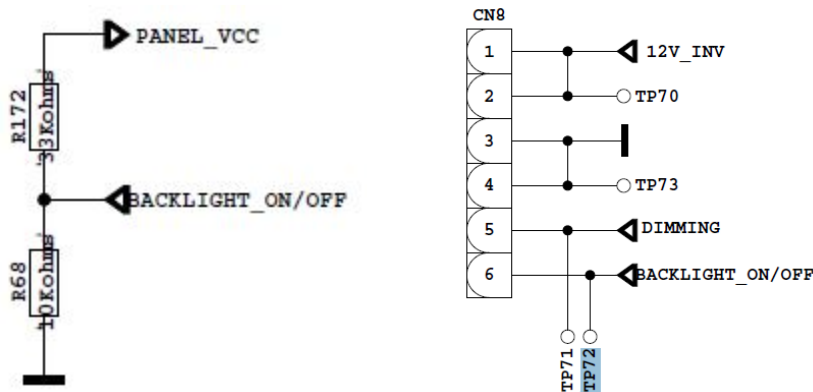 PANEL_VCC
R172
33Kohms
BACKLIGHT_ON/OFF
R68
10Kohms
CN8
1
12V_INV
2
TP70
3
4
TP73
5
DIMMING
6
BACKLIGHT_ON/OFF
TP71
TP72